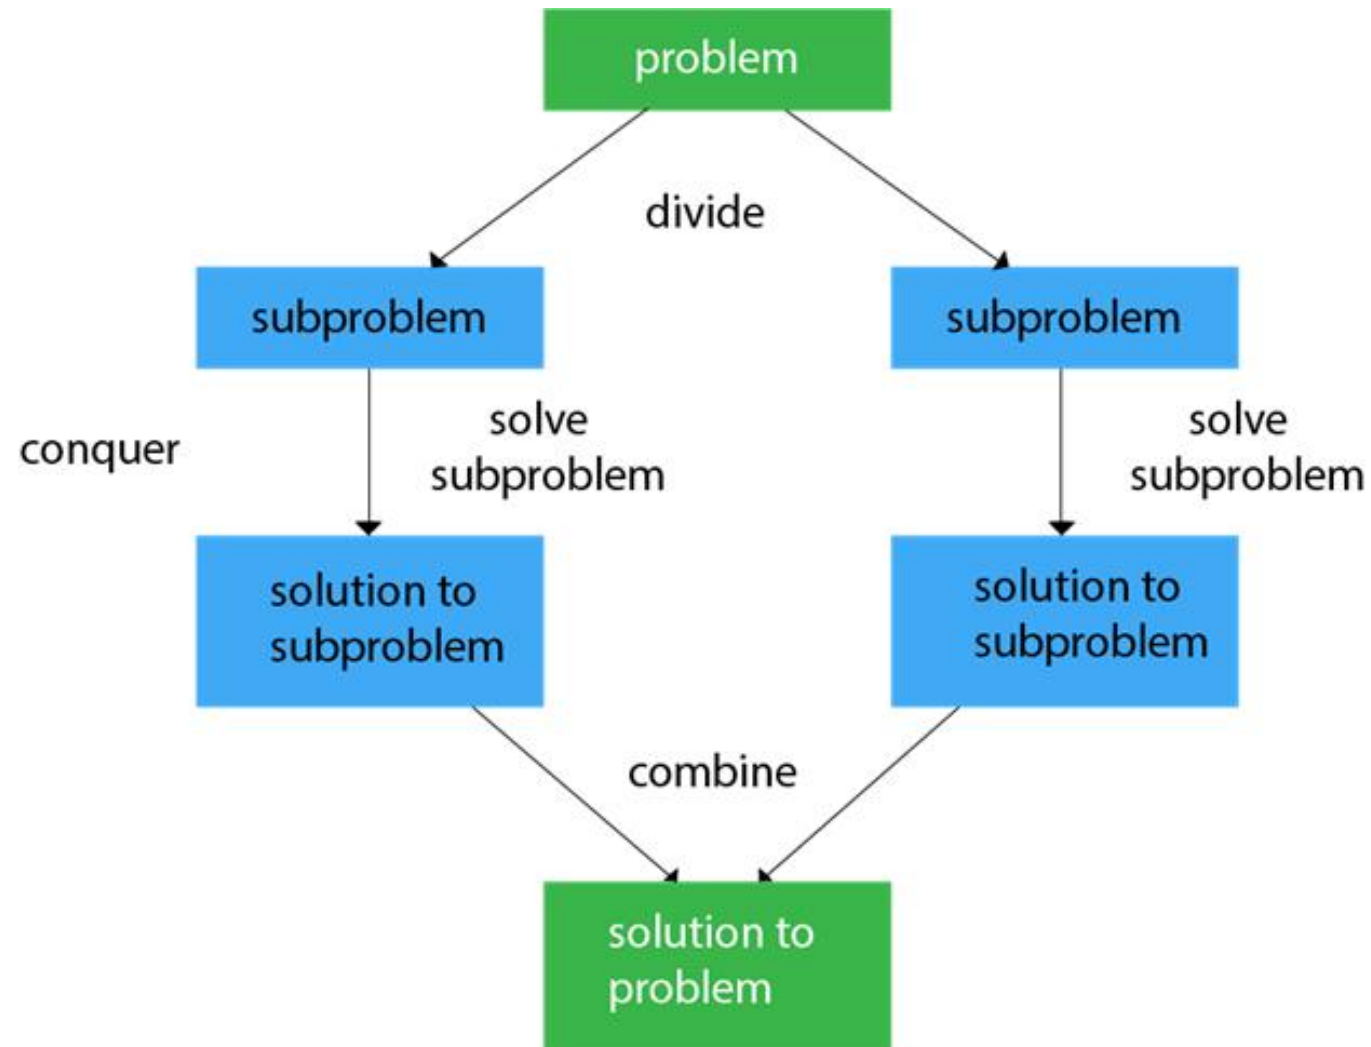 problem
divide
subproblem
subproblem
conquer
solve
subproblem
solve
subproblem
solution to
subproblem
solution to
subproblem
combine
solution to
problem